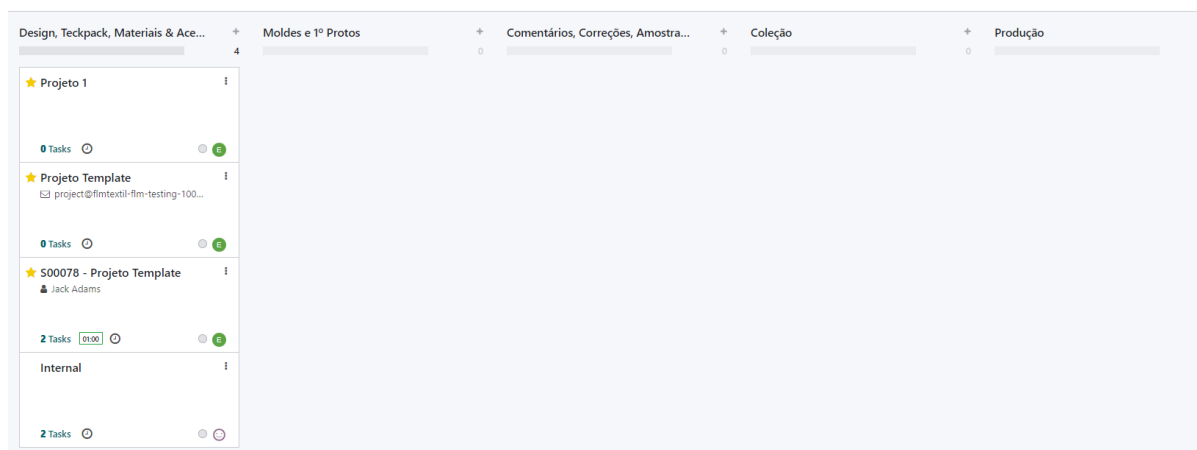 Design, Teckpack, Materiais & Ace...
4
Moldes e 1º Protos
0
Comentários, Correções, Amostra...
0
Coleção
0
Produção
Projeto 1
0 Tasks
E
Projeto Template
project@flmtextil-flm-testing-100...
0 Tasks
E
S00078 - Projeto Template
Jack Adams
2 Tasks 01:00
E
Internal
2 Tasks